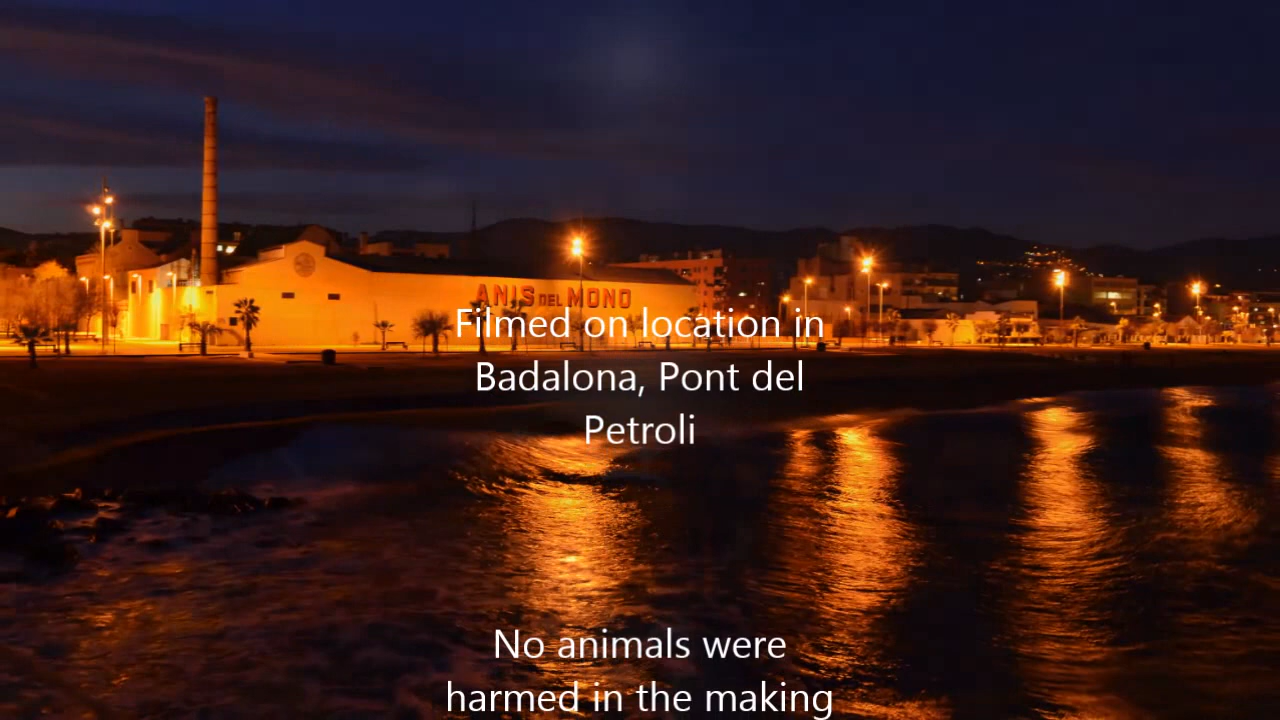 ANIS DEL MONO
Filmed on location in
Badalona, Pont del
Petroli
No animals were
harmed in the making